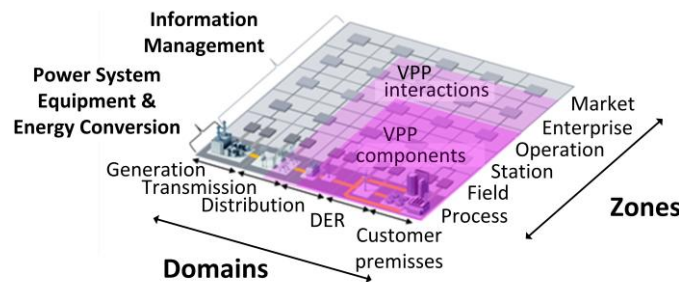 Information
Management
Power System
Equipment &
Energy Conversion
VPP
interactions
VPP
components
Market
Enterprise
Operation
Station
Field
Process
Zones
Generation
Transmission
Distribution
DER
Customer
premisses
Domains